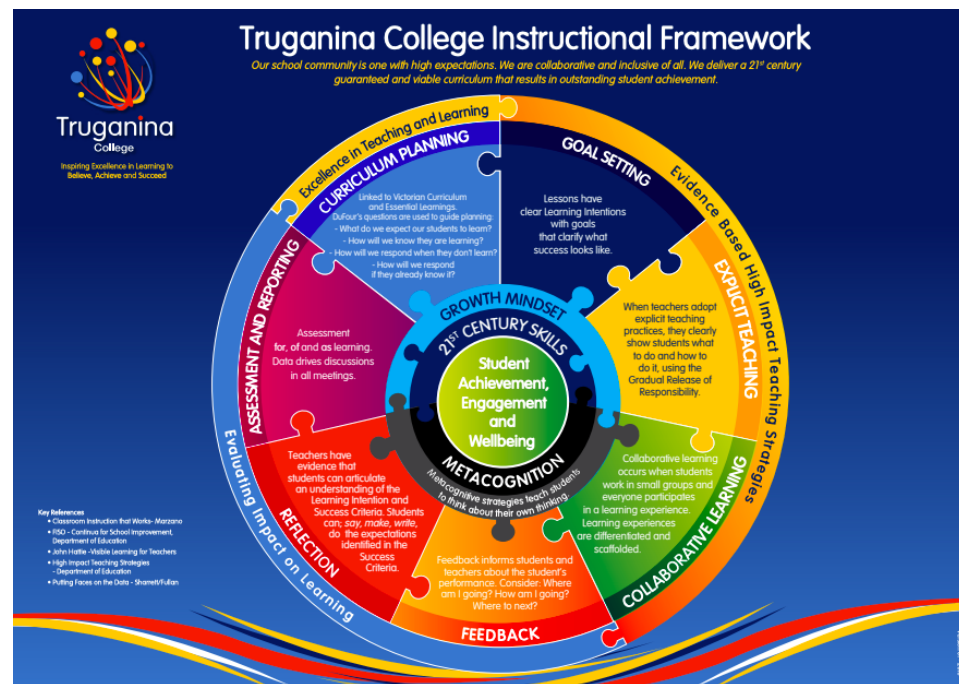 Truganina College Instructional Framework
Our school community is one with high expectations. We are collaborative and inclusive of all. We deliver a 21st century
guaranteed and viable curriculum that results in outstanding student achievement.
Truganina
College
Inspiring Excellence in Learning to
Believe, Achieve and Succeed
Excellence in Teaching and Learning
CURRICULUM PLANNING
Linked to Victorian Curriculum
and Essential Learnings.
DuFour's questions are used to guide planning:
- What do we expect our students to learn?
- How will we know they are learning?
- How will we respond when they don't learn?
- How will we respond
if they already know it?
Evidence Based High Impact Teaching Strategies
GOAL SETTING
Lessons have
clear Learning Intentions
with goals
that clarify what
success looks like.
EXPLICIT TEACHING
When teachers adopt
explicit teaching
practices, they clearly
show students what
to do and how to
do it, using the
Gradual Release of
Responsibility.
COLLABORATIVE LEARNING
Collaborative learning
occurs when students
work in small groups and
everyone participates
in a learning experience.
Learning experiences
are differentiated and
scaffolded.
FEEDBACK
Feedback informs students and
teachers about the student's
performance. Consider: Where
am I going? How am I going?
Where to next?
Evaluating Impact on Learning
REFLECTION
Teachers have
evidence that
students can articulate
an understanding of the
Learning Intention and
Success Criteria. Students
can; say, make, write,
do the expectations
identified in the
Success
Criteria.
ASSESSMENT AND REPORTING
Assessment
for, of and as learning.
Data drives discussions
in all meetings.
GROWTH MINDSET
21ST CENTURY SKILLS
Student
Achievement,
Engagement
and
Wellbeing
METACOGNITION
Metacognitive strategies teach students
to think about their own thinking.
Key References
• Classroom Instruction that Works- Marzano
• FISO - Continua for School Improvement,
Department of Education
• John Hattie -Visible Learning for Teachers
• High Impact Teaching Strategies
- Department of Education
• Putting Faces on the Data - Sharrett/Fullan